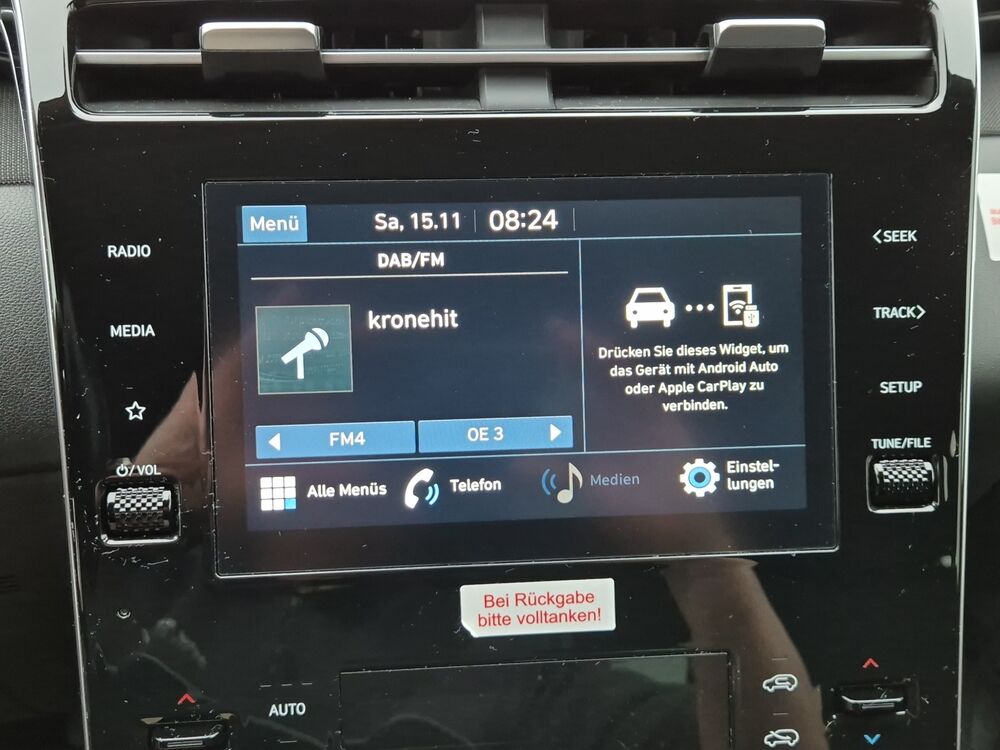 Menü Sa, 15.11 08:24
DAB/FM
kronehit
FM4
OE 3
Drücken Sie dieses Widget, um
das Gerät mit Android Auto
oder Apple CarPlay zu
verbinden.
Alle Menüs
Telefon
Medien
Einstel-
lungen
RADIO
MEDIA
VOL
SEEK
TRACK
SETUP
TUNE/FILE
Bei Rückgabe
bitte volltanken!
AUTO